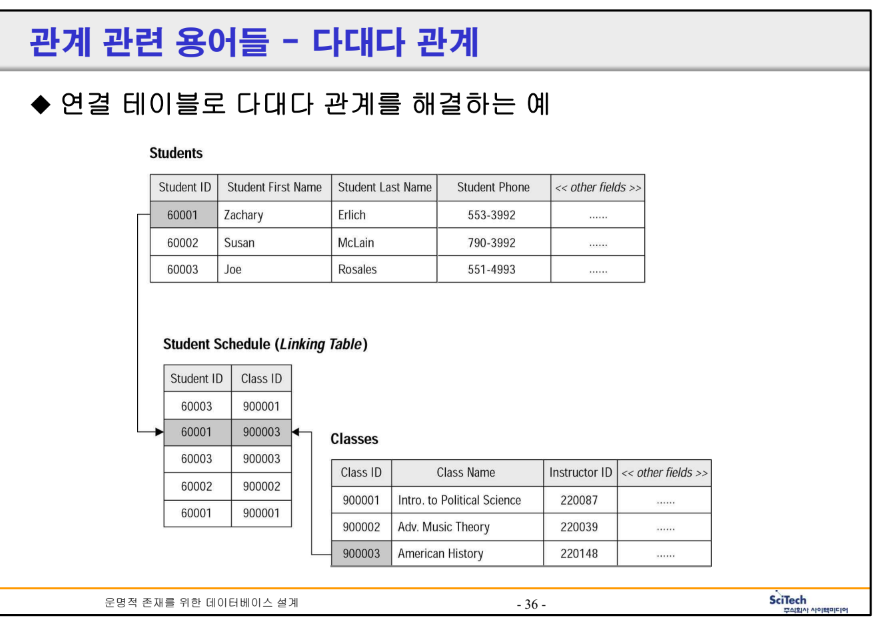 관계 관련 용어들 - 다대다 관계
◆ 연결 테이블로 다대다 관계를 해결하는 예
Students
Student ID Student First Name Student Last Name Student Phone << other fields >>
60001 Zachary Erlich 553-3992 ......
60002 Susan McLain 790-3992 ......
60003 Joe Rosales 551-4993 ......
Student Schedule (Linking Table)
Student ID Class ID
60003 900001
60001 900003
60003 900003
60002 900002
60001 900001
Classes
Class ID Class Name Instructor ID << other fields >>
900001 Intro. to Political Science 220087 ......
900002 Adv. Music Theory 220039 ......
900003 American History 220148 ......
운명적 존재를 위한 데이터베이스 설계
- 36 -
SciTech
주식회사 사이텍미디어